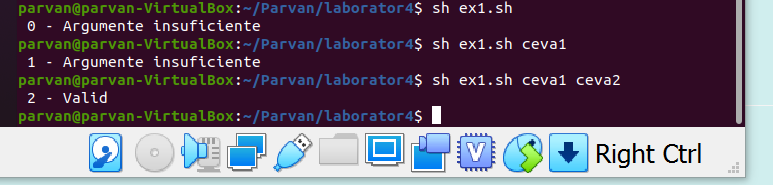 parvan@parvan-VirtualBox:~/Parvan/laborator4$ sh ex1.sh
0 - Argumente insuficiente
parvan@parvan-VirtualBox:~/Parvan/laborator4$ sh ex1.sh ceva1
1 - Argumente insuficiente
parvan@parvan-VirtualBox:~/Parvan/laborator4$ sh ex1.sh ceva1 ceva2
2 - Valid
parvan@parvan-VirtualBox:~/Parvan/laborator4$
V
Right Ctrl